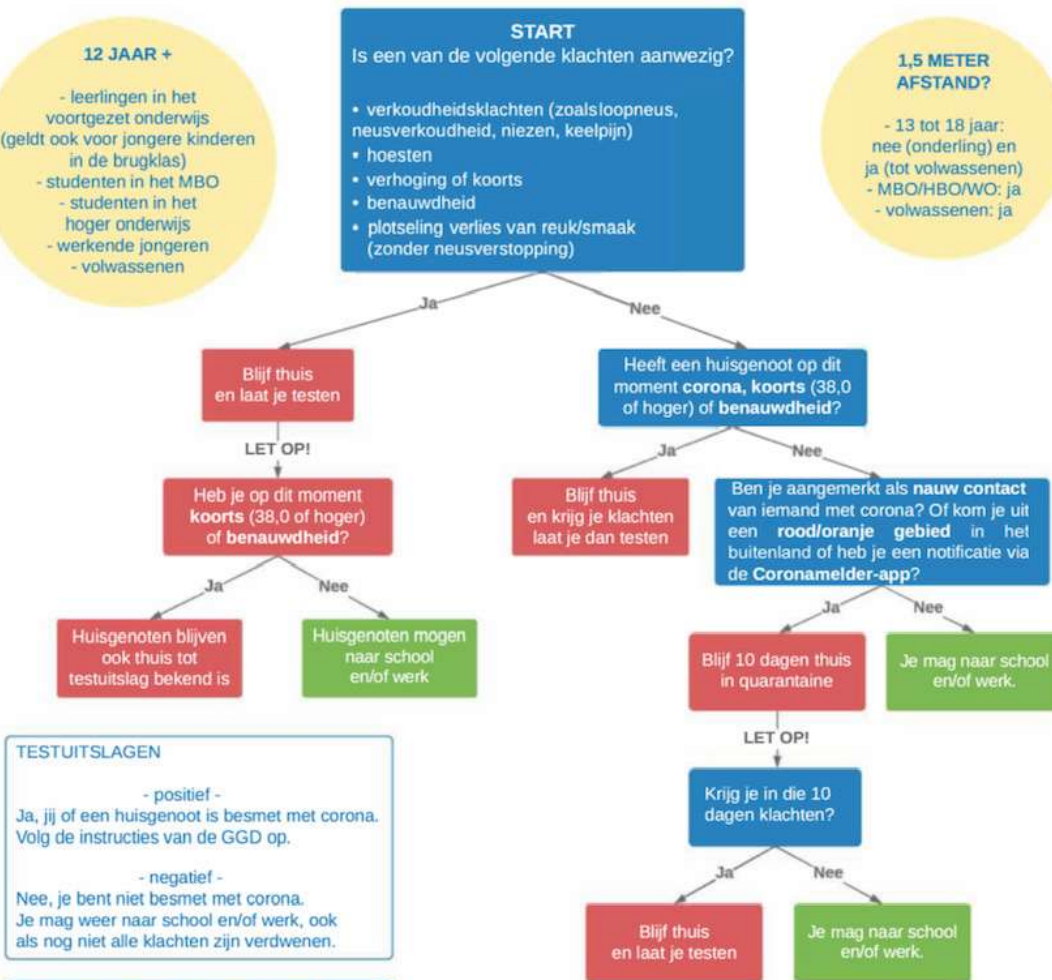 12 JAAR +
- leerlingen in het
voortgezet onderwijs
(geldt ook voor jongere kinderen
in de brugklas)
- studenten in het MBO
- studenten in het
hoger onderwijs
- werkende jongeren
- volwassenen
START
Is een van de volgende klachten aanwezig?
• verkoudheidsklachten (zoalsloopneus,
neusverkoudheid, niezen, keelpijn)
• hoesten
• verhoging of koorts
• benauwdheid
• plotseling verlies van reuk/smaak
(zonder neusverstopping)
1,5 METER
AFSTAND?
- 13 tot 18 jaar:
nee (onderling) en
ja (tot volwassenen)
- MBO/HBO/WO: ja
- volwassenen: ja
Ja
Nee
Blijf thuis
en laat je testen
LET OP!
Heb je op dit moment
koorts (38,0 of hoger)
of benauwdheid?
Ja
Nee
Huisgenoten blijven
ook thuis tot
testuitslag bekend is
Huisgenoten mogen
naar school
en/of werk
Heeft een huisgenoot op dit
moment corona, koorts (38,0
of hoger) of benauwdheid?
Ja
Nee
Blijf thuis
en krijg je klachten
laat je dan testen
Ben je aangemerkt als nauw contact
van iemand met corona? Of kom je uit
een rood/oranje gebied in het
buitenland of heb je een notificatie via
de Coronamelder-app?
Ja
Nee
Blijf 10 dagen thuis
in quarantaine
Je mag naar school
en/of werk.
LET OP!
Krijg je in die 10
dagen klachten?
Ja
Nee
Blijf thuis
en laat je testen
Je mag naar school
en/of werk.
TESTUITSLAGEN
- positief -
Ja, jij of een huisgenoot is besmet met corona.
Volg de instructies van de GGD op.
- negatief -
Nee, je bent niet besmet met corona.
Je mag weer naar school en/of werk, ook
als nog niet alle klachten zijn verdwenen.